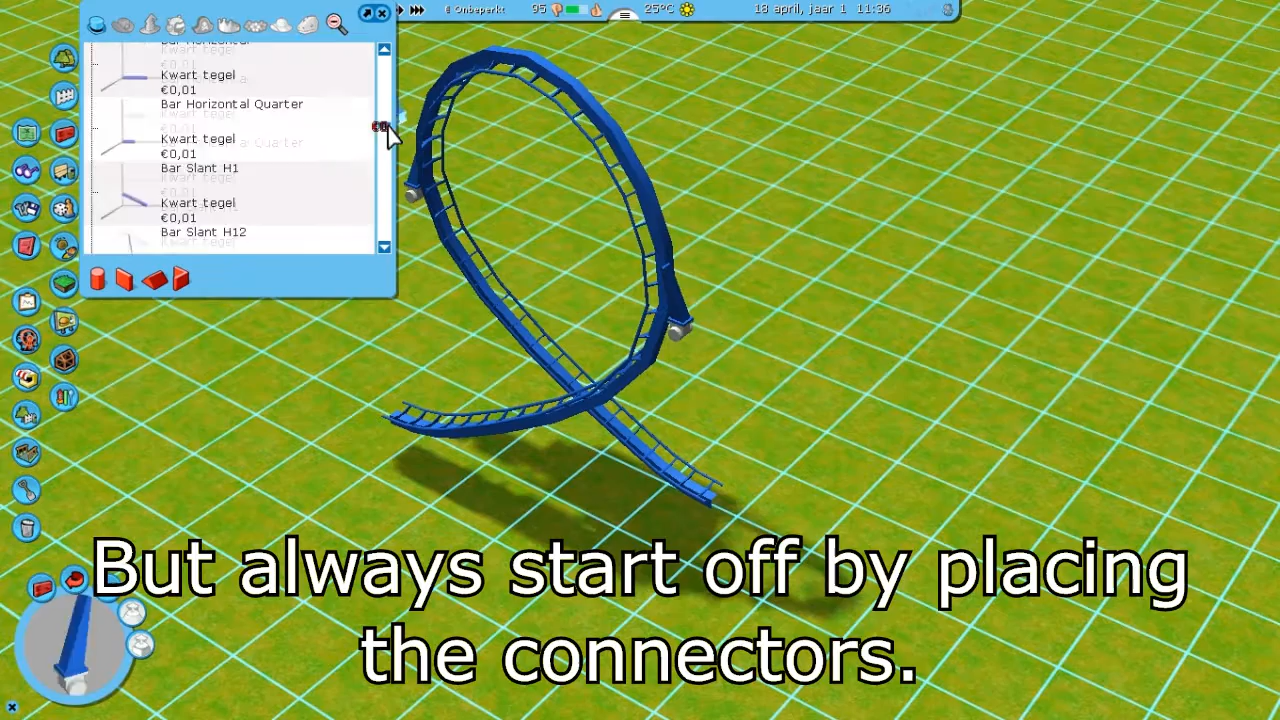 € Onbeperkt
95
25°C
18 april, jaar 1 11:36
Bar Horizontal
Kwart tegel
€0,01
Bar Horizontal Quarter
Kwart tegel
€0,01
Bar Slant H1
Kwart tegel
€0,01
Bar Slant H12
But always start off by placing
the connectors.